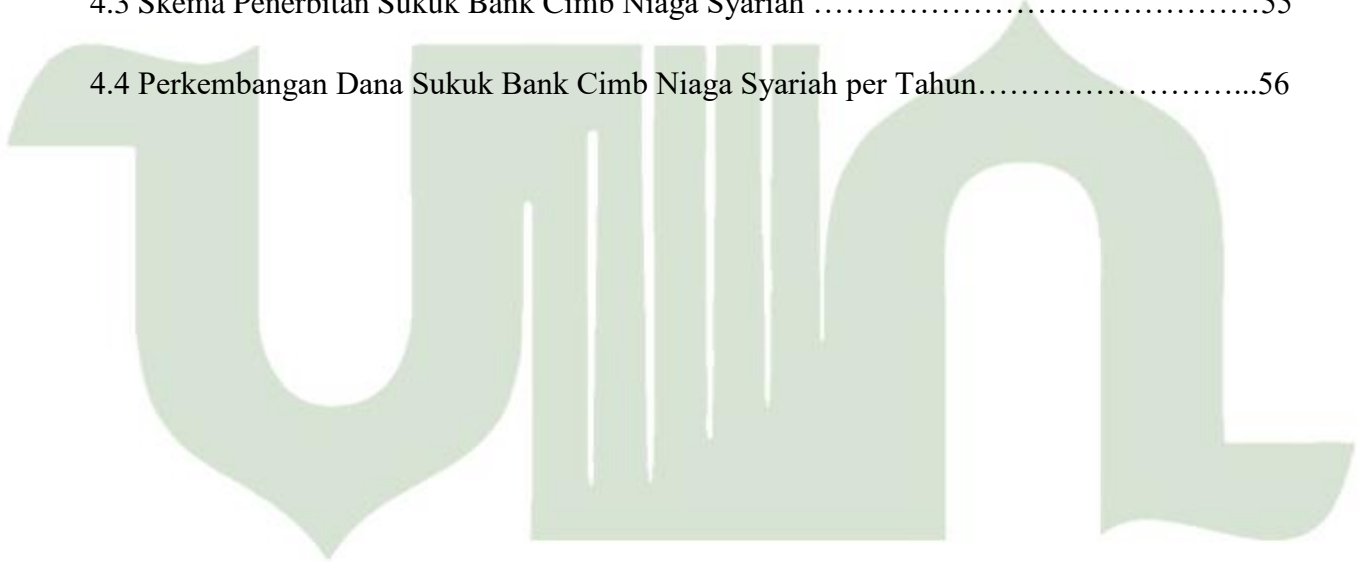 4.3 Skema Penerbitan Sukuk Bank Cimb Niaga Syariah ……………………………………55
4.4 Perkembangan Dana Sukuk Bank Cimb Niaga Syariah per Tahun……………………...56